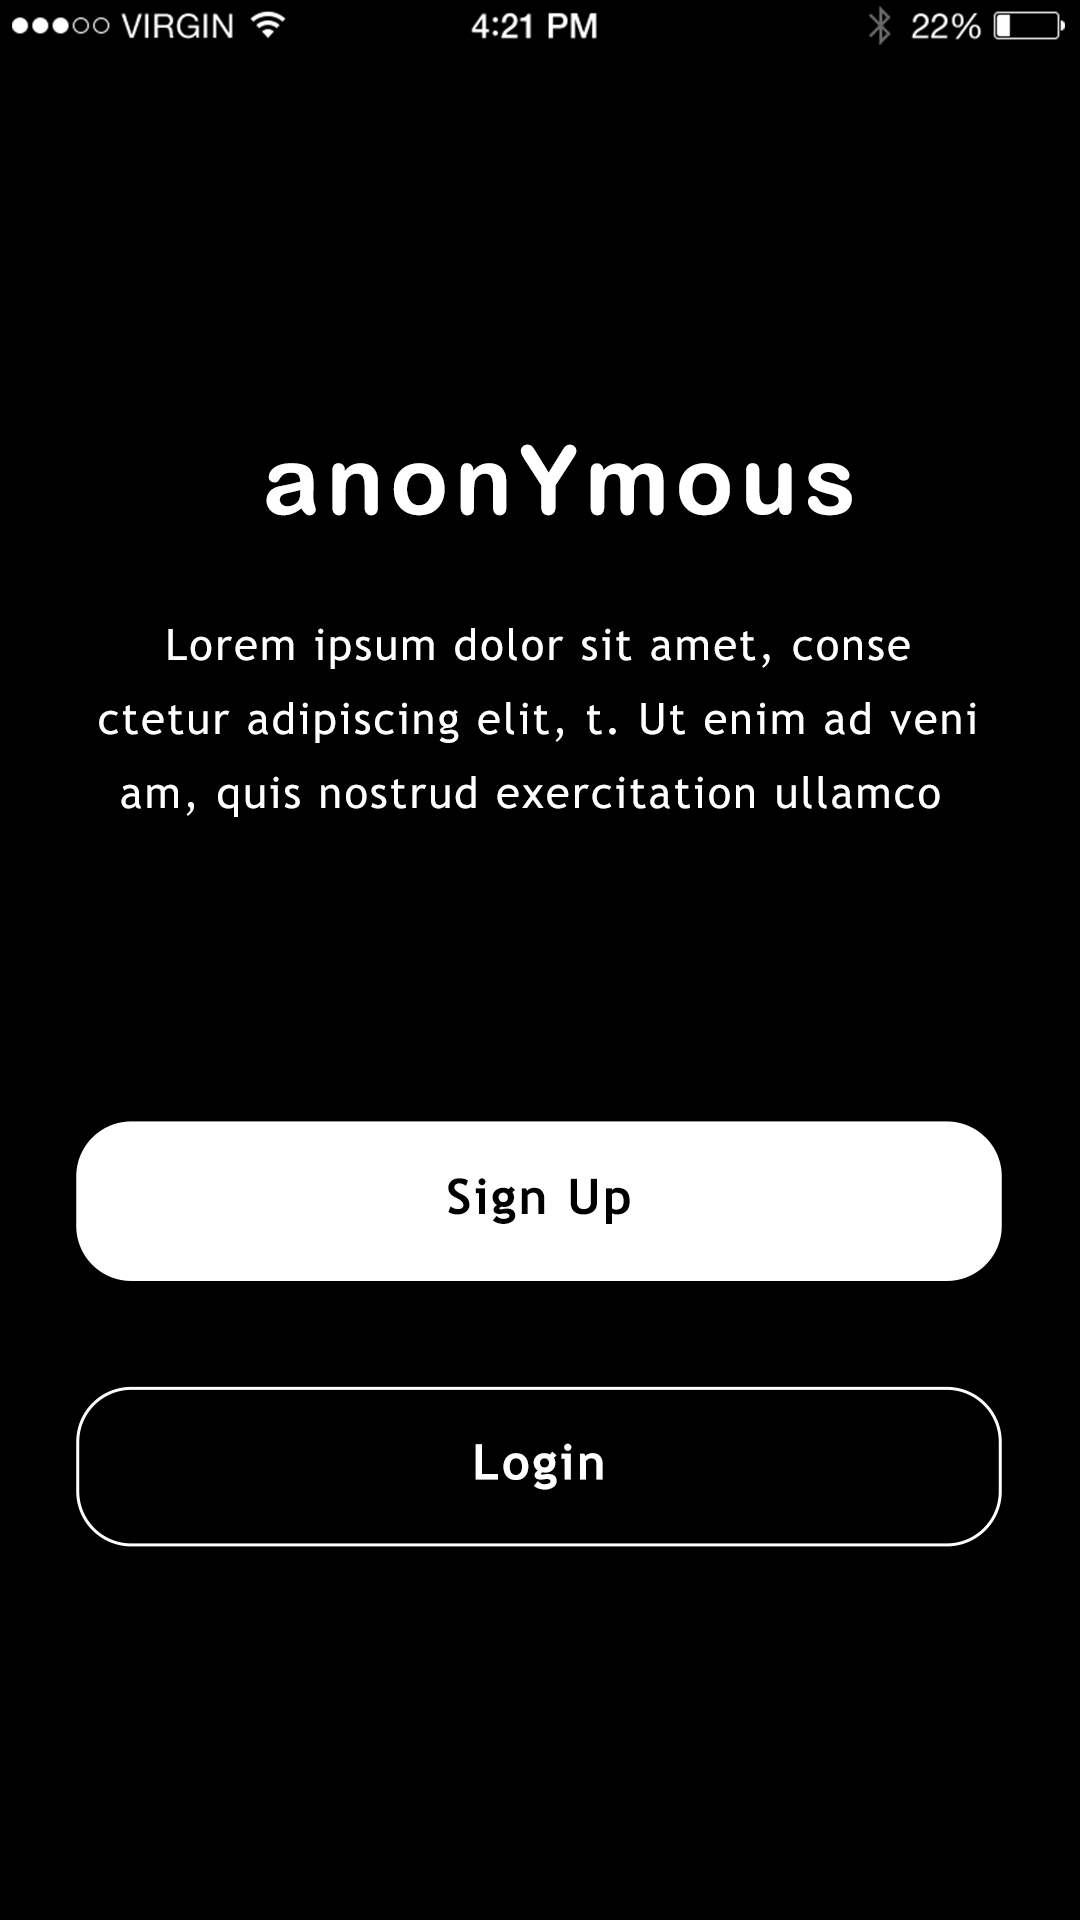 VIRGIN 4:21 PM 22%
anonYmous
Lorem ipsum dolor sit amet, conse
ctetur adipiscing elit, t. Ut enim ad veni
am, quis nostrud exercitation ullamco
Sign Up
Login